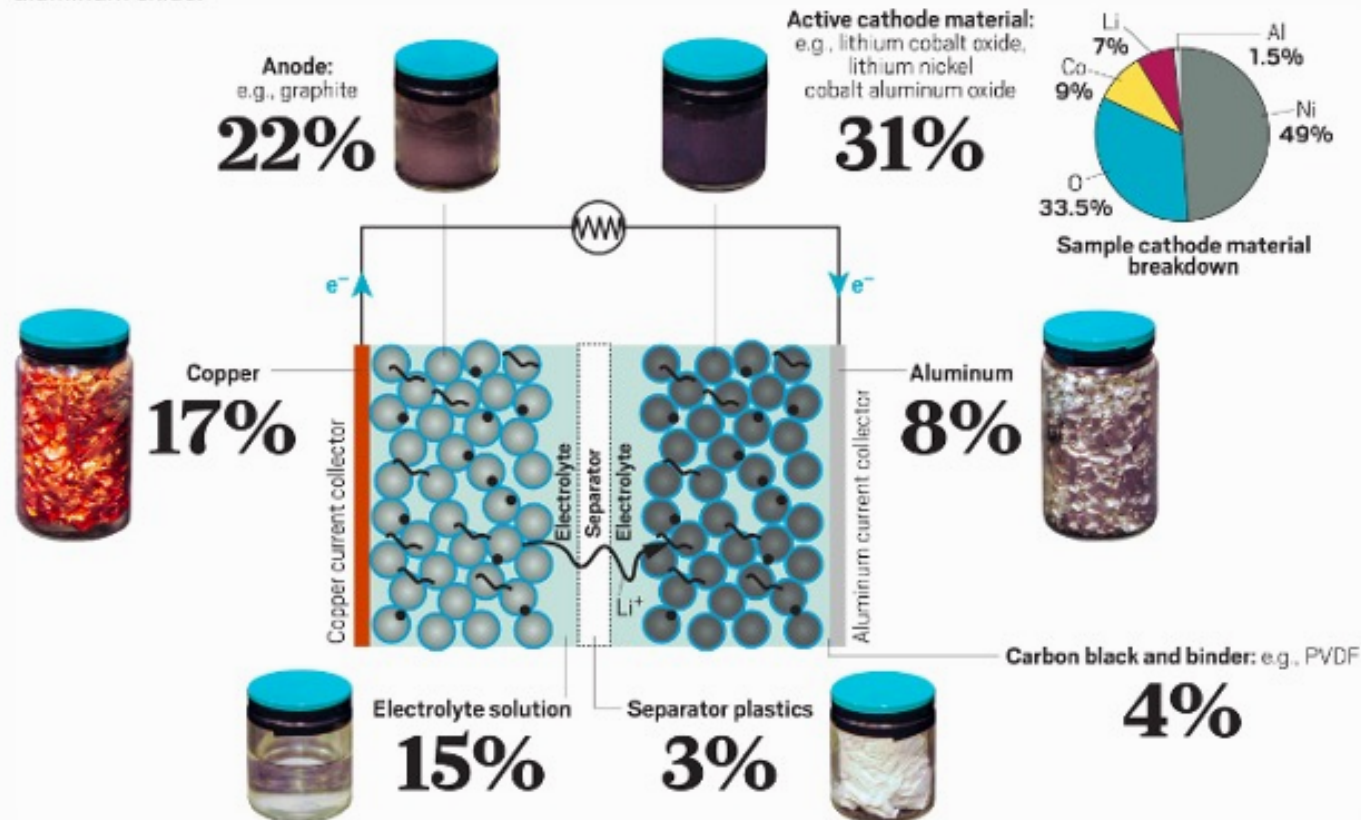 Anode:
e.g., graphite
22%
Active cathode material:
e.g., lithium cobalt oxide,
lithium nickel
cobalt aluminum oxide
31%
Li
7%
Al
1.5%
Co
9%
Ni
49%
O
33.5%
Sample cathode material
breakdown
e⁻
e⁻
Copper
17%
Aluminum
8%
Copper current collector
Electrolyte
Separator
Electrolyte
Aluminum current collector
Li⁺
Carbon black and binder: e.g., PVDF
4%
Electrolyte solution
15%
Separator plastics
3%